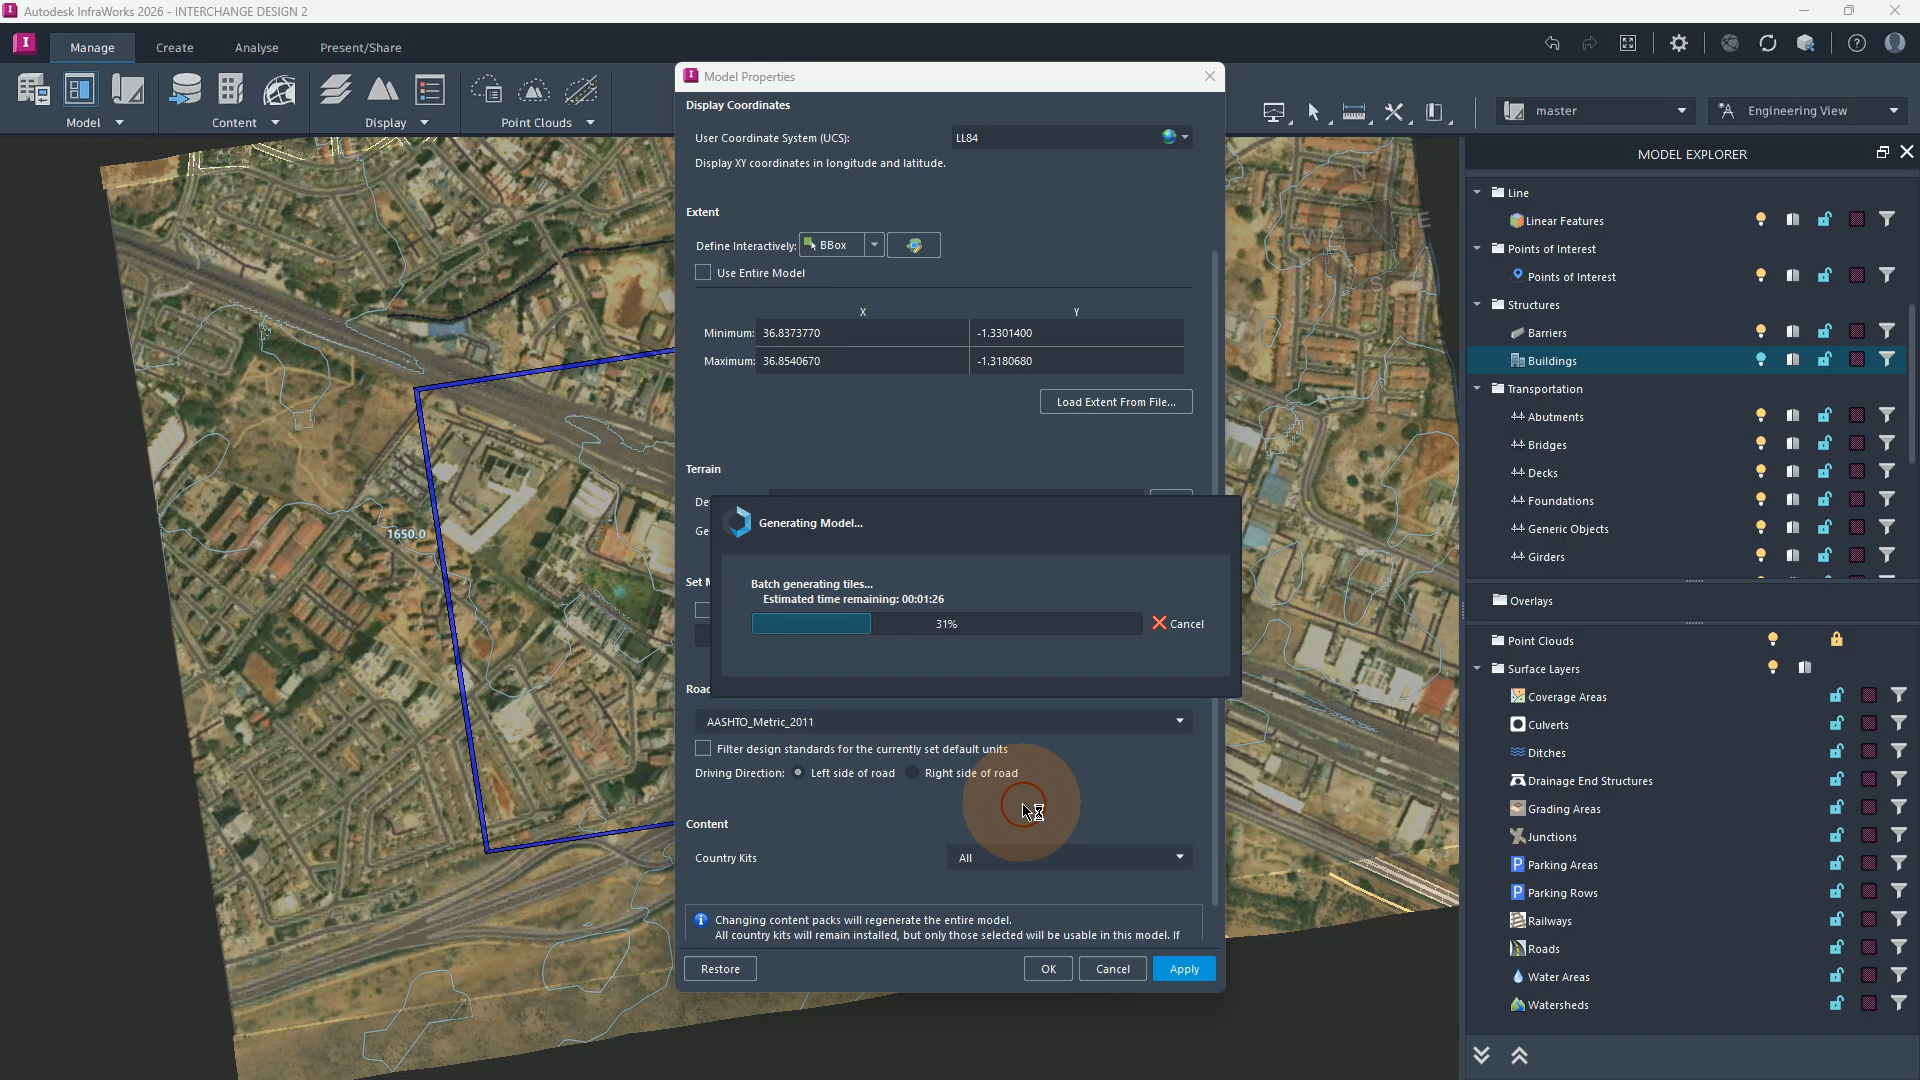 Autodesk InfraWorks 2026 - INTERCHANGE DESIGN 2
Manage
Create
Analyse
Present/Share
Model
Content
Display
Point Clouds
master
Engineering View
Model Properties
Display Coordinates
User Coordinate System (UCS):
LL84
Display XY coordinates in longitude and latitude.
Extent
Define Interactively:
BBox
Use Entire Model
X
Y
Minimum:
36.8373770
-1.3301400
Maximum:
36.8540670
-1.3180680
Load Extent From File...
Terrain
De
Ge
Set M
Generating Model...
Batch generating tiles...
Estimated time remaining: 00:01:26
31%
Cancel
Road
AASHTO_Metric_2011
Filter design standards for the currently set default units
Driving Direction:
Left side of road
Right side of road
Content
Country Kits
All
Changing content packs will regenerate the entire model.
All country kits will remain installed, but only those selected will be usable in this model. If
Restore
OK
Cancel
Apply
1650.0
N
E
S
W
MODEL EXPLORER
Line
Linear Features
Points of Interest
Points of Interest
Structures
Barriers
Buildings
Transportation
Abutments
Bridges
Decks
Foundations
Generic Objects
Girders
Overlays
Point Clouds
Surface Layers
Coverage Areas
Culverts
Ditches
Drainage End Structures
Grading Areas
Junctions
Parking Areas
Parking Rows
Railways
Roads
Water Areas
Watersheds